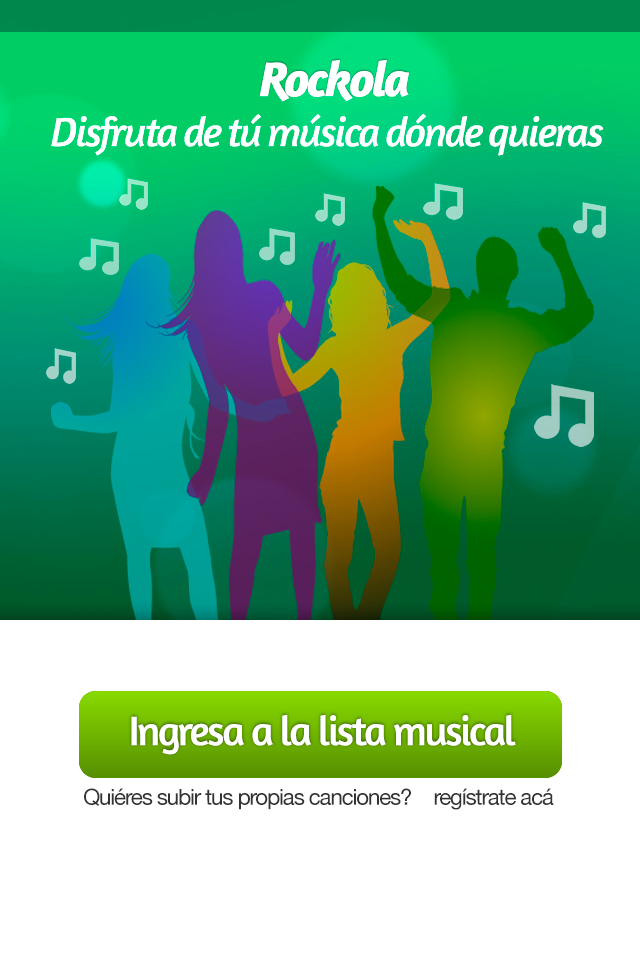 Rockola
Disfruta de tú música dónde quieras
Ingresa a la lista musical
Quiéres subir tus propias canciones? regístrate acá